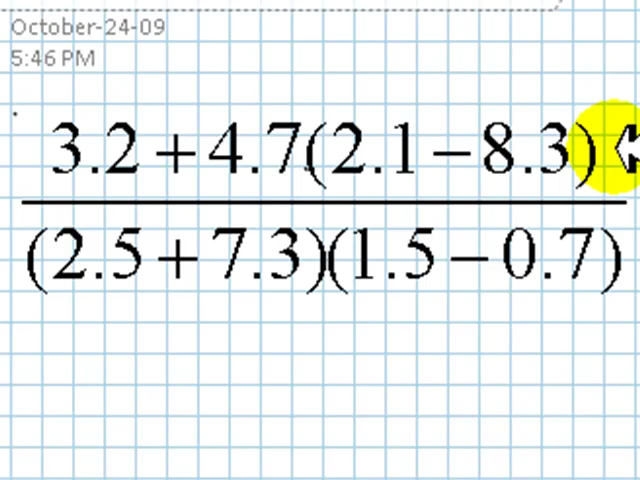 October-24-09
5:46 PM
3.2+4.7(2.1−8.3)
(2.5+7.3)(1.5−0.7)